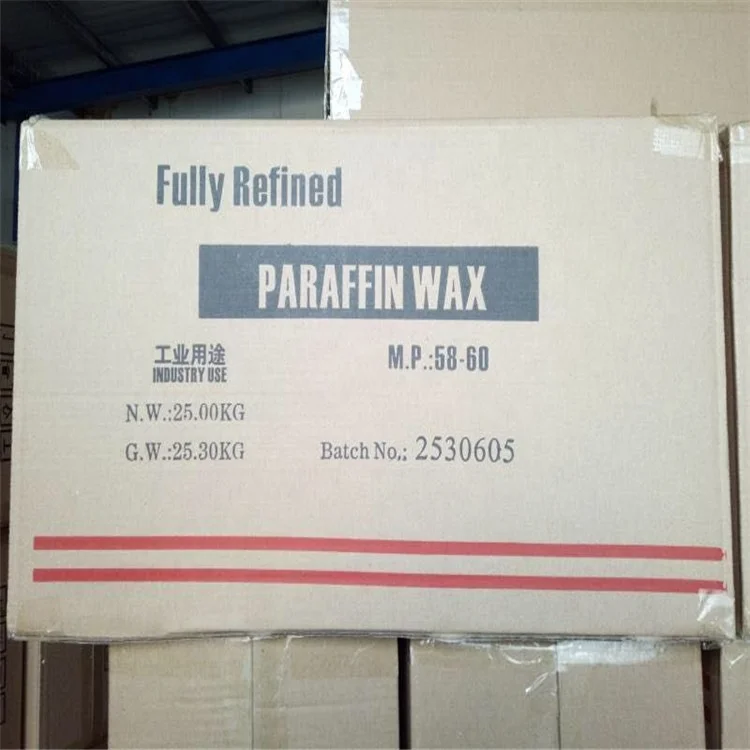 Fully Refined
PARAFFIN WAX
工业用途
INDUSTRY USE
M.P.:58-60
N.W.:25.00KG
G.W.:25.30KG
Batch No.: 2530605